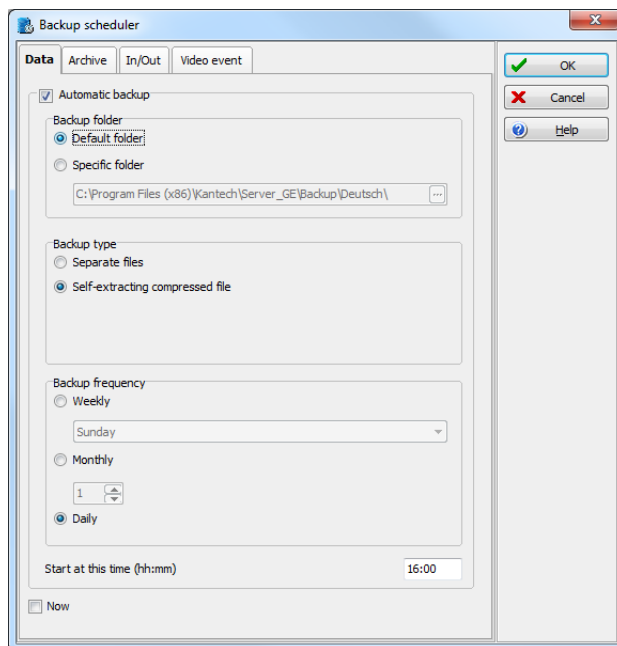 Backup scheduler
Data Archive In/Out Video event
OK
Cancel
Help
Automatic backup
Backup folder
Default folder
Specific folder
C:\Program Files (x86)\Kantech\Server_GE\Backup\Deutsch\ ...
Backup type
Separate files
Self-extracting compressed file
Backup frequency
Weekly
Sunday
Monthly
1
Daily
Start at this time (hh:mm) 16:00
Now